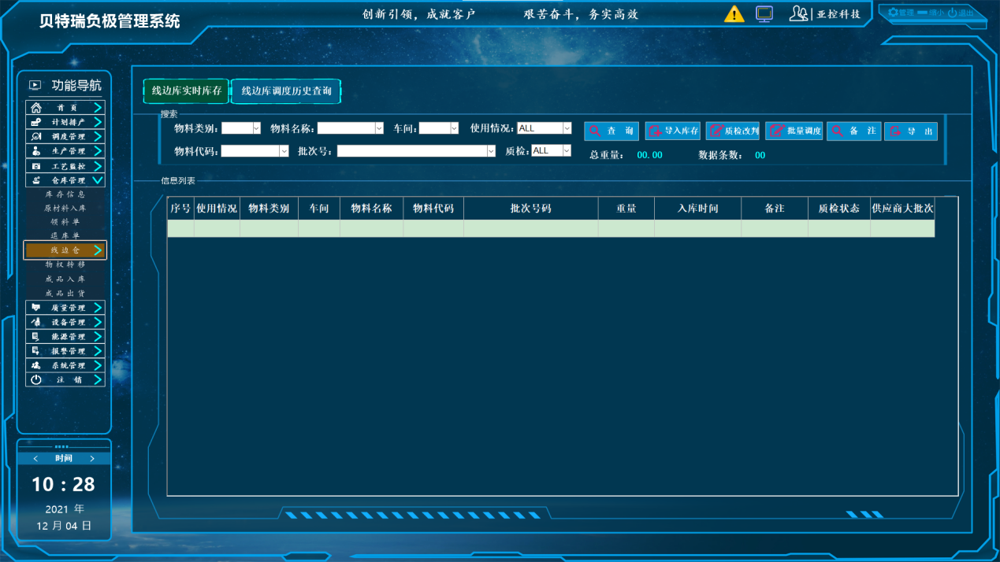 贝特瑞负极管理系统
创新引领，成就客户 艰苦奋斗，务实高效
亚控科技
管理 缩小 退出
功能导航
首 页
计划排产
调度管理
生产管理
工艺监控
仓库管理
库存信息
原材料入库
领料单
退库单
线边仓
物权转移
成品入库
成品出货
质量管理
设备管理
能源管理
报警管理
系统管理
注 销
< 时间 >
10 : 28
2021 年
12 月 04 日
线边库实时库存 线边库调度历史查询
搜索
物料类别: 物料名称: 车间: 使用情况: ALL 查 询 导入库存 质检改判 批量调度 备 注 导 出
物料代码: 批次号: 质检: ALL 总重量: 00.00 数据条数: 00
信息列表
序号 使用情况 物料类别 车间 物料名称 物料代码 批次号码 重量 入库时间 备注 质检状态 供应商大批次